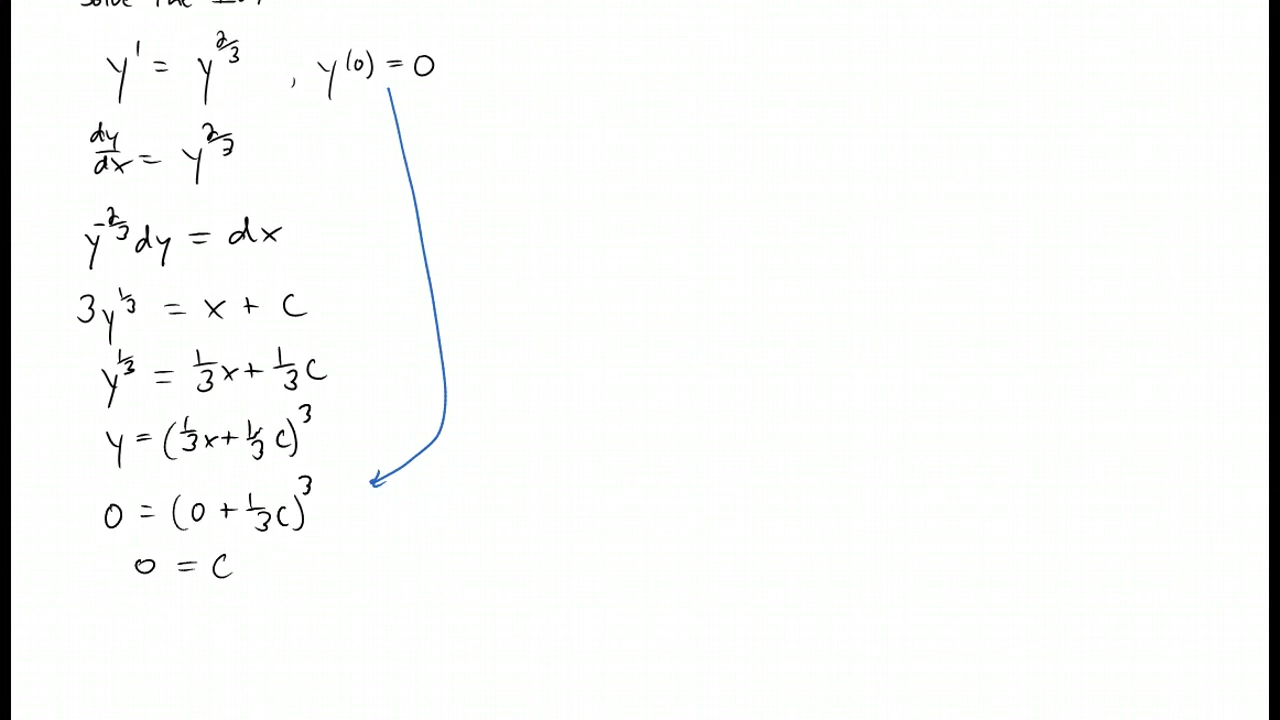 y' = y^{2/3} , y(0) = 0
dy/dx = y^{2/3}
y^{-2/3} dy = dx
3y^{1/3} = x + C
y^{1/3} = 1/3 x + 1/3 C
y = (1/3 x + 1/3 C)^3
0 = (0 + 1/3 C)^3
0 = C